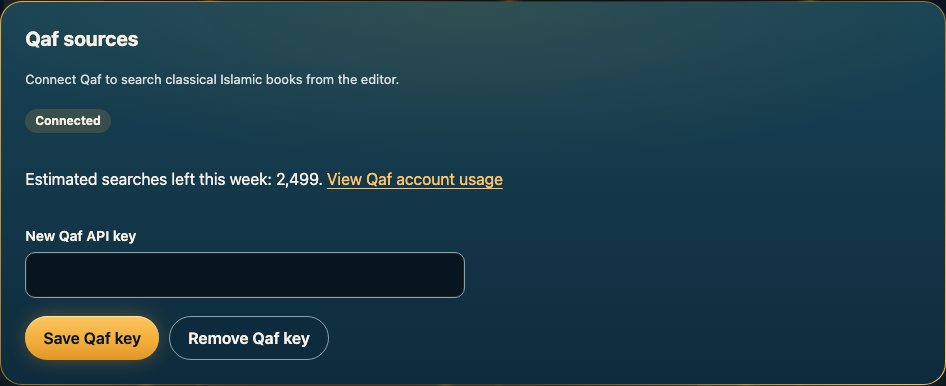 Qaf sources
Connect Qaf to search classical Islamic books from the editor.
Connected
Estimated searches left this week: 2,499. View Qaf account usage
New Qaf API key
Save Qaf key
Remove Qaf key